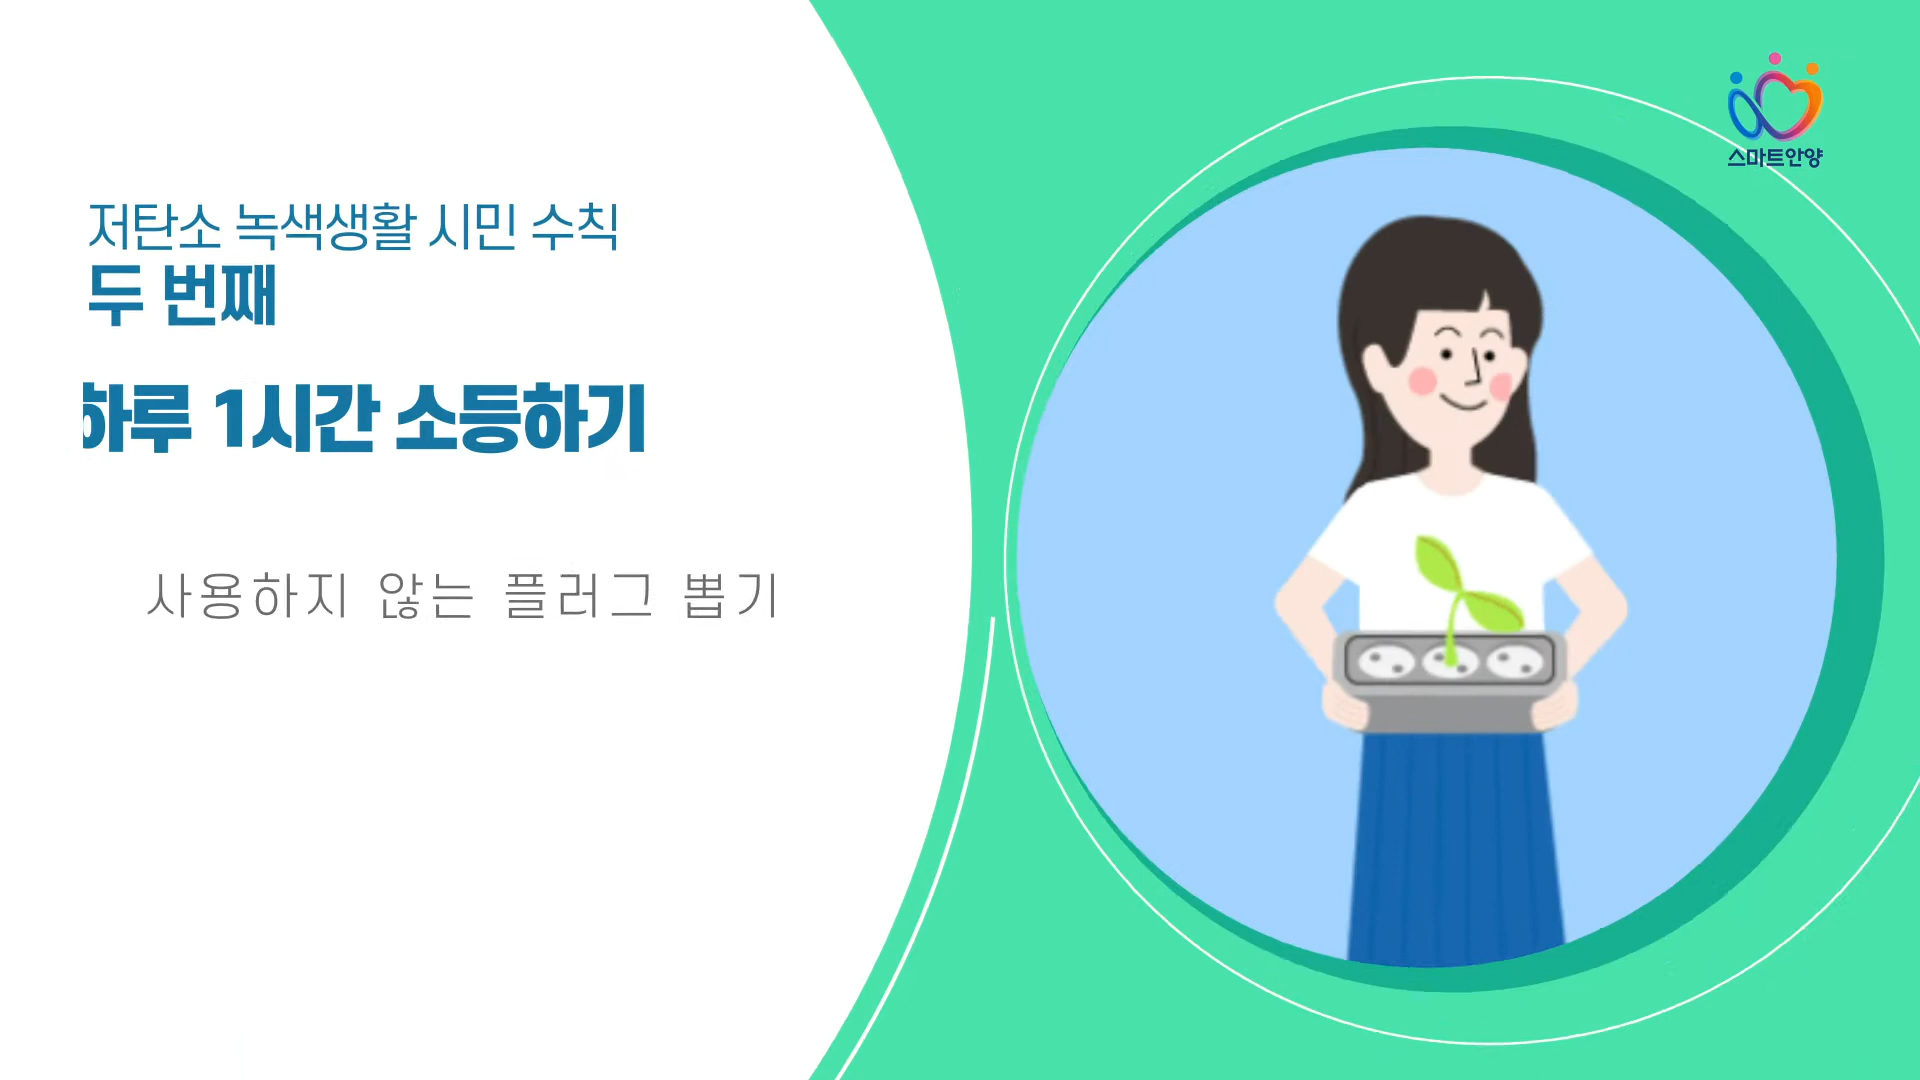 저탄소 녹색생활 시민 수칙
두 번째
하루 1시간 소등하기
사용하지 않는 플러그 뽑기
스마트안양